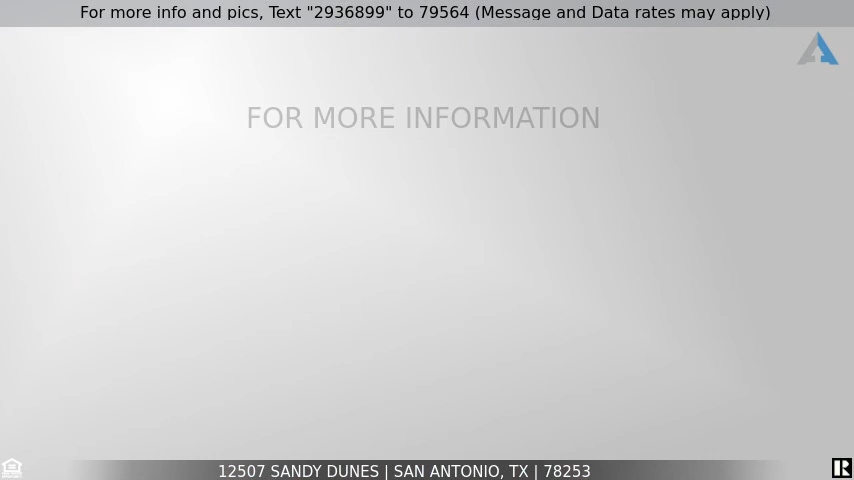 For more info and pics, Text "2936899" to 79564 (Message and Data rates may apply)
FOR MORE INFORMATION
12507 SANDY DUNES | SAN ANTONIO, TX | 78253